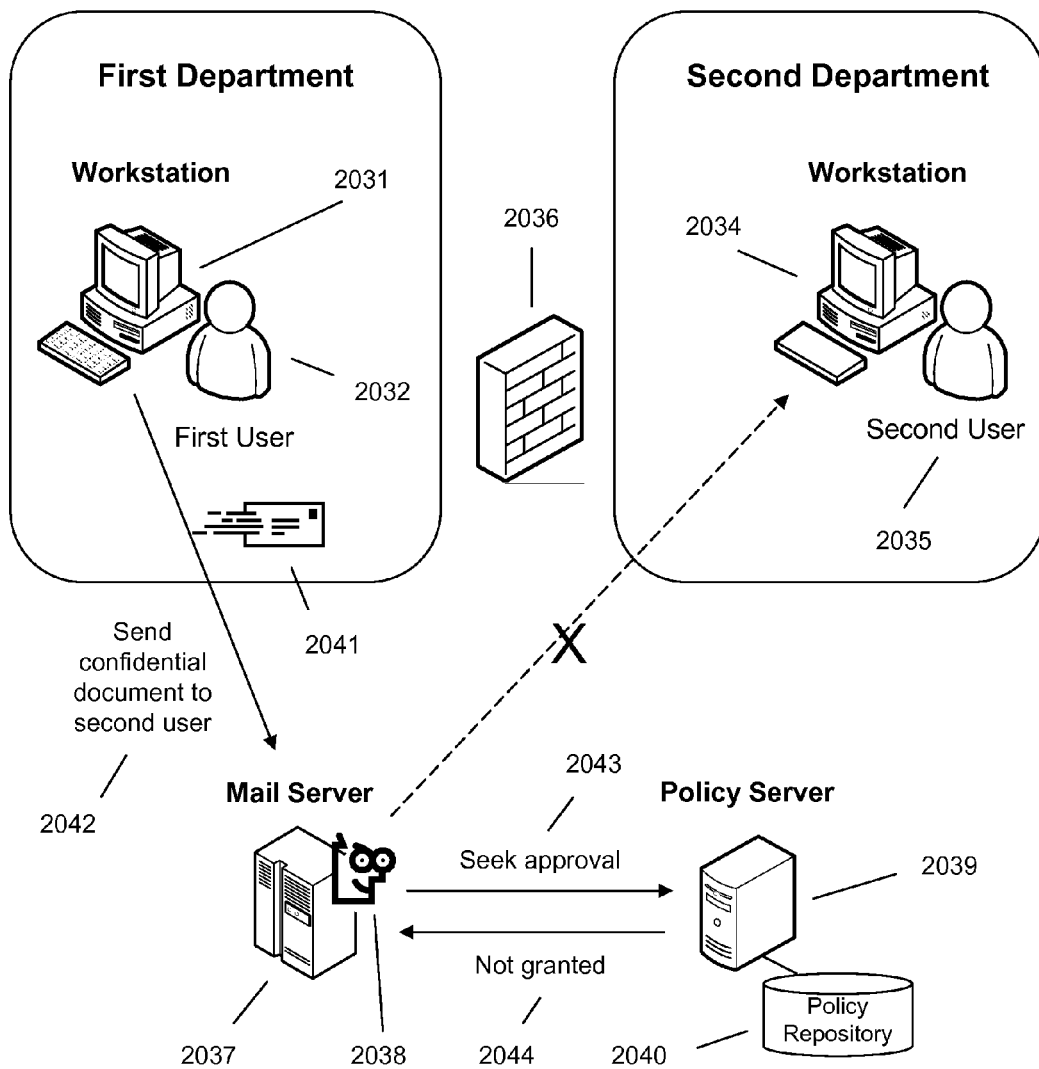 First Department
Second Department
Workstation
Workstation
2031
2036
2034
2032
First User
Second User
2035
2041
Send
confidential
document to
second user
X
2043
Mail Server
Policy Server
2042
Seek approval
2039
Not granted
Policy
Repository
2037
2038
2044
2040